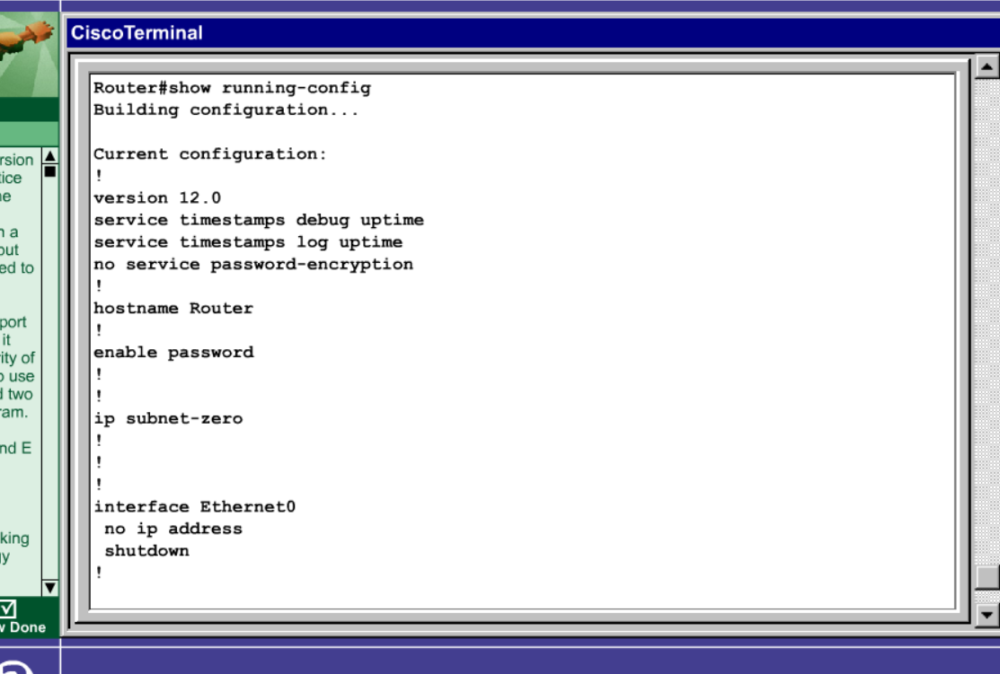 CiscoTerminal
Router#show running-config
Building configuration...
Current configuration:
!
version 12.0
service timestamps debug uptime
service timestamps log uptime
no service password-encryption
!
hostname Router
!
enable password
!
!
ip subnet-zero
!
!
!
interface Ethernet0
no ip address
shutdown
!
rsion
tice
ne
n a
out
ed to
port
it
rity of
o use
d two
ram.
nd E
king
gy
w Done